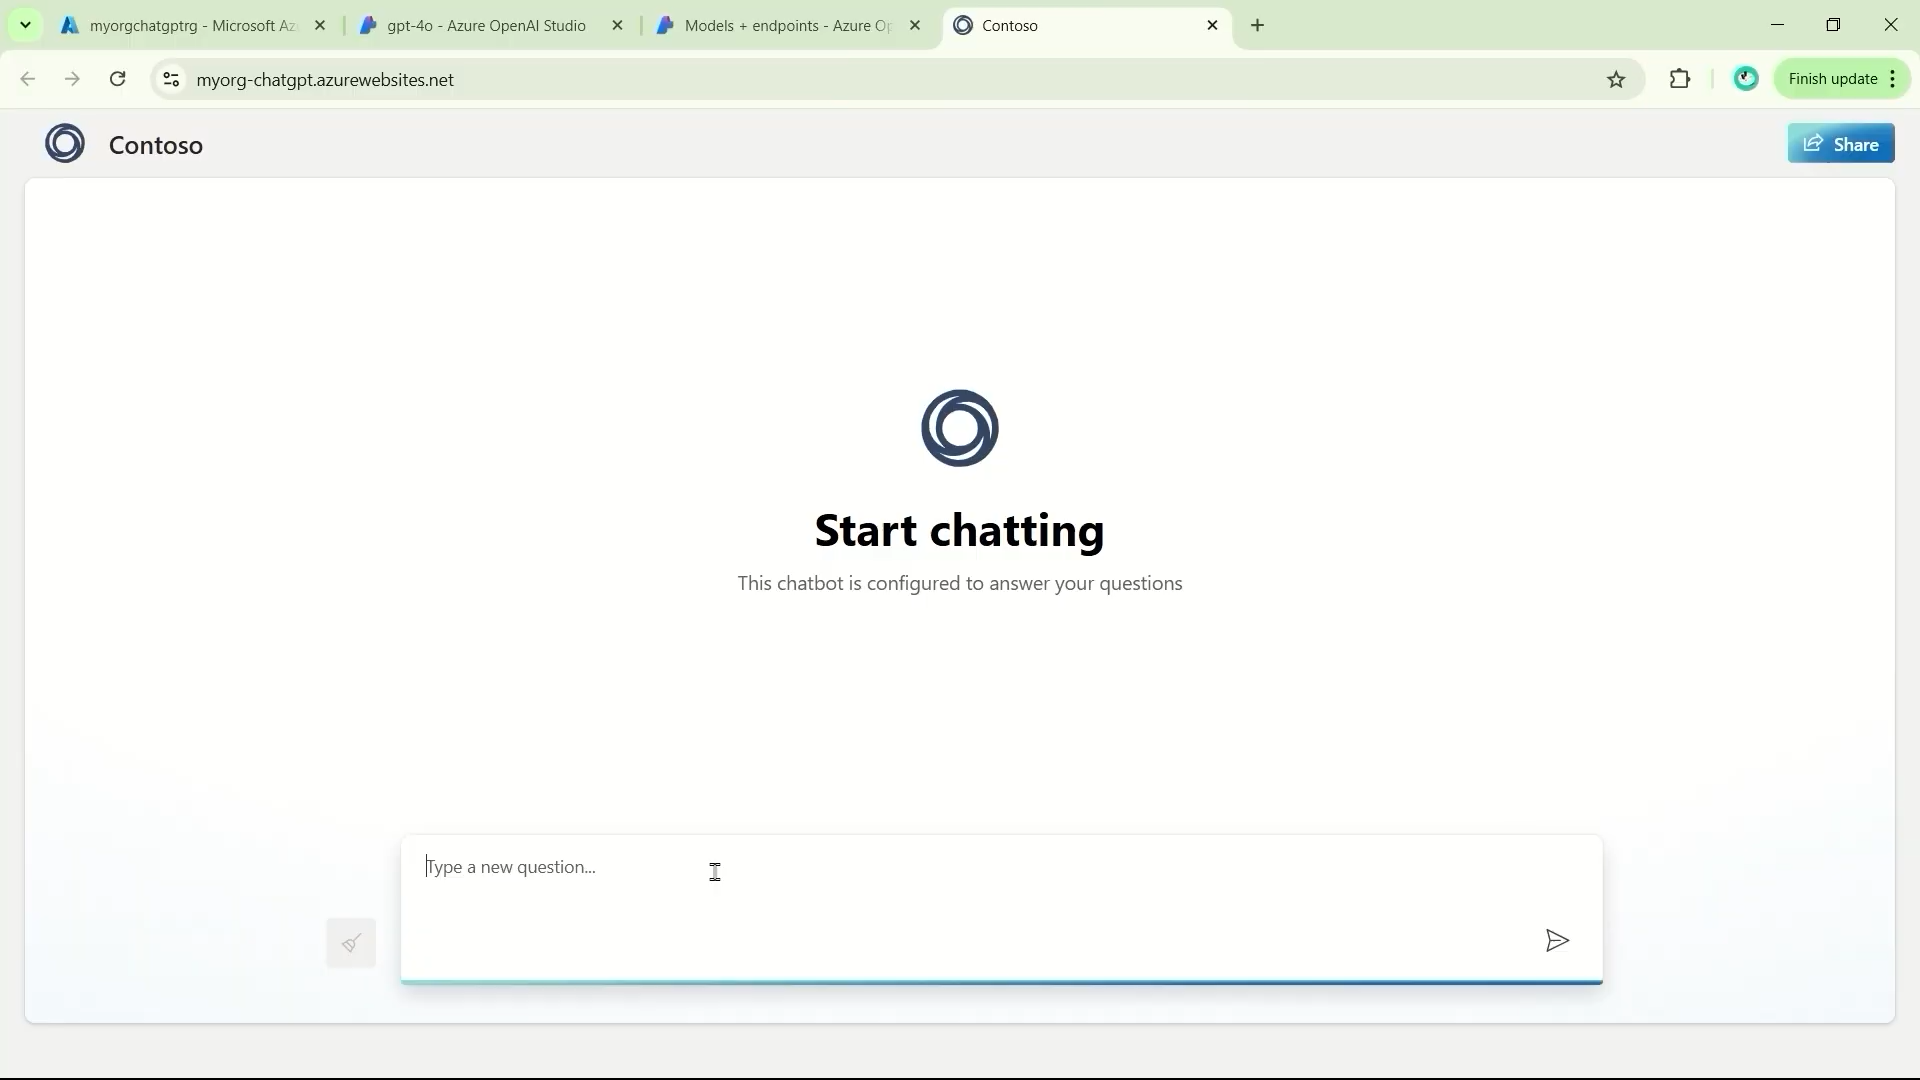 myorgchatgptrg - Microsoft Az
gpt-4o - Azure OpenAI Studio
Models + endpoints - Azure Op
Contoso
myorg-chatgpt.azurewebsites.net
Finish update
Contoso
Share
Start chatting
This chatbot is configured to answer your questions
Type a new question...